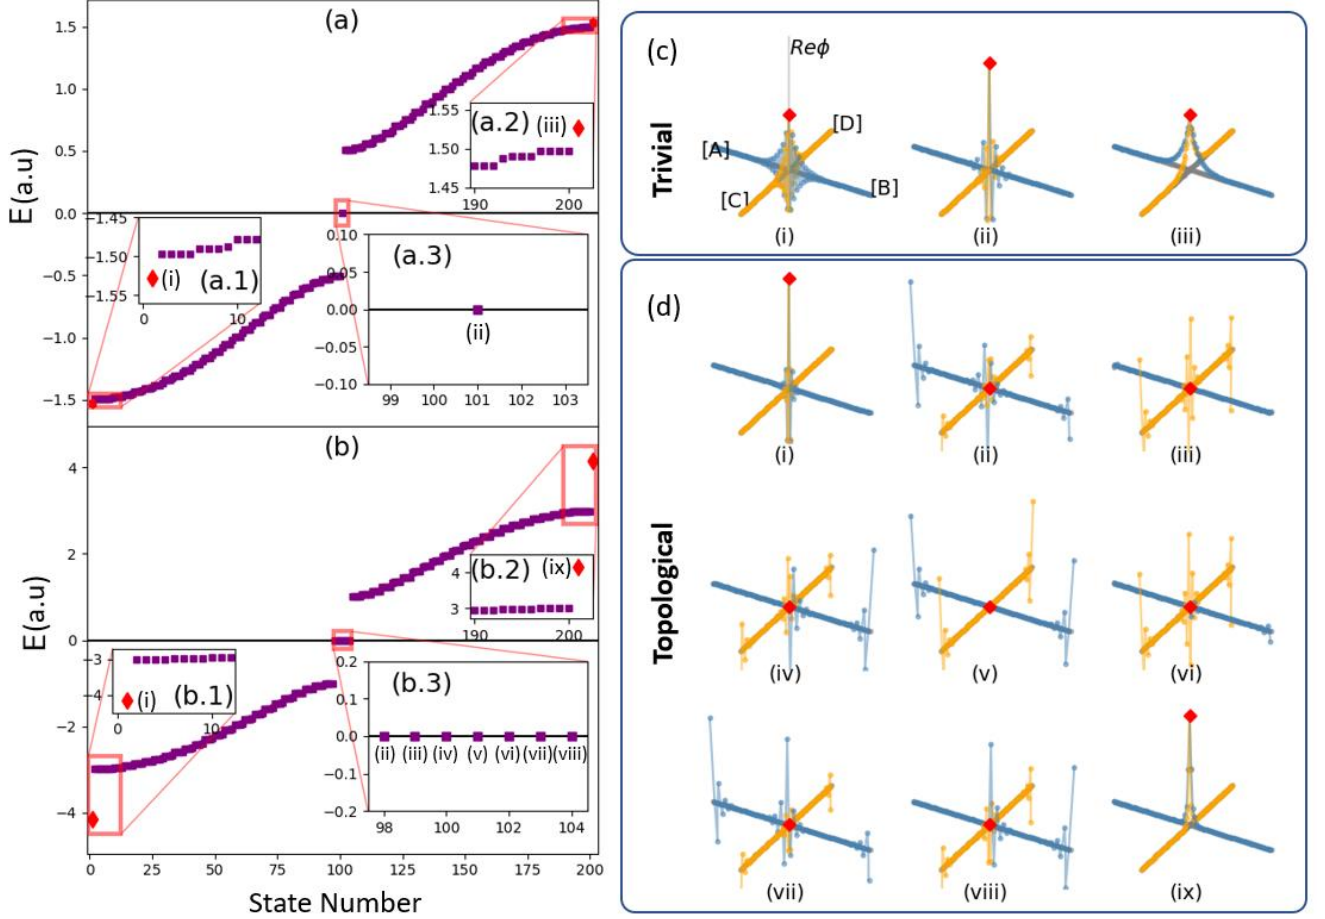 (a)
E(a.u)
1.5
1.0
0.5
0.0
−0.5
−1.0
−1.5
(a.2) (iii)
1.55
1.50
1.45
190
200
−1.45
−1.50
−1.55
(i) (a.1)
0
10
(a.3)
0.10
0.05
0.00
−0.05
−0.10
(ii)
99 100 101 102 103
(b)
E(a.u)
4
2
0
−2
−4
(b.2) (ix)
4
3
190
200
−3
−4
(i) (b.1)
0
10
(b.3)
0.2
0.1
0.0
−0.1
−0.2
(ii) (iii) (iv) (v) (vi) (vii) (viii)
98 100 102 104
0 25 50 75 100 125 150 175 200
State Number
(c)
Trivial
Reϕ
[A]
[B]
[C]
[D]
(i) (ii) (iii)
(d)
Topological
(i) (ii) (iii)
(iv) (v) (vi)
(vii) (viii) (ix)